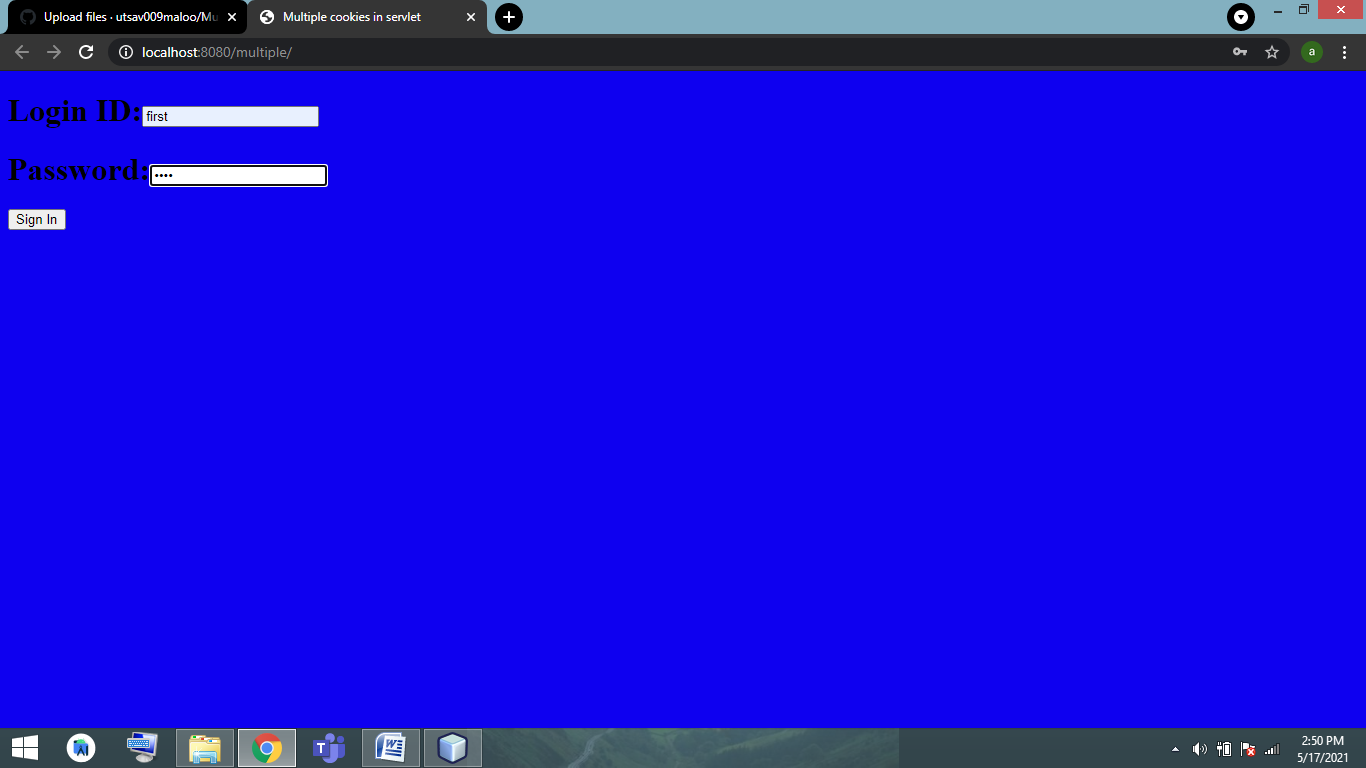 Upload files · utsav009maloo/Mu
Multiple cookies in servlet
localhost:8080/multiple/
a
Login ID:
first
Password:
••••
Sign In
2:50 PM
5/17/2021